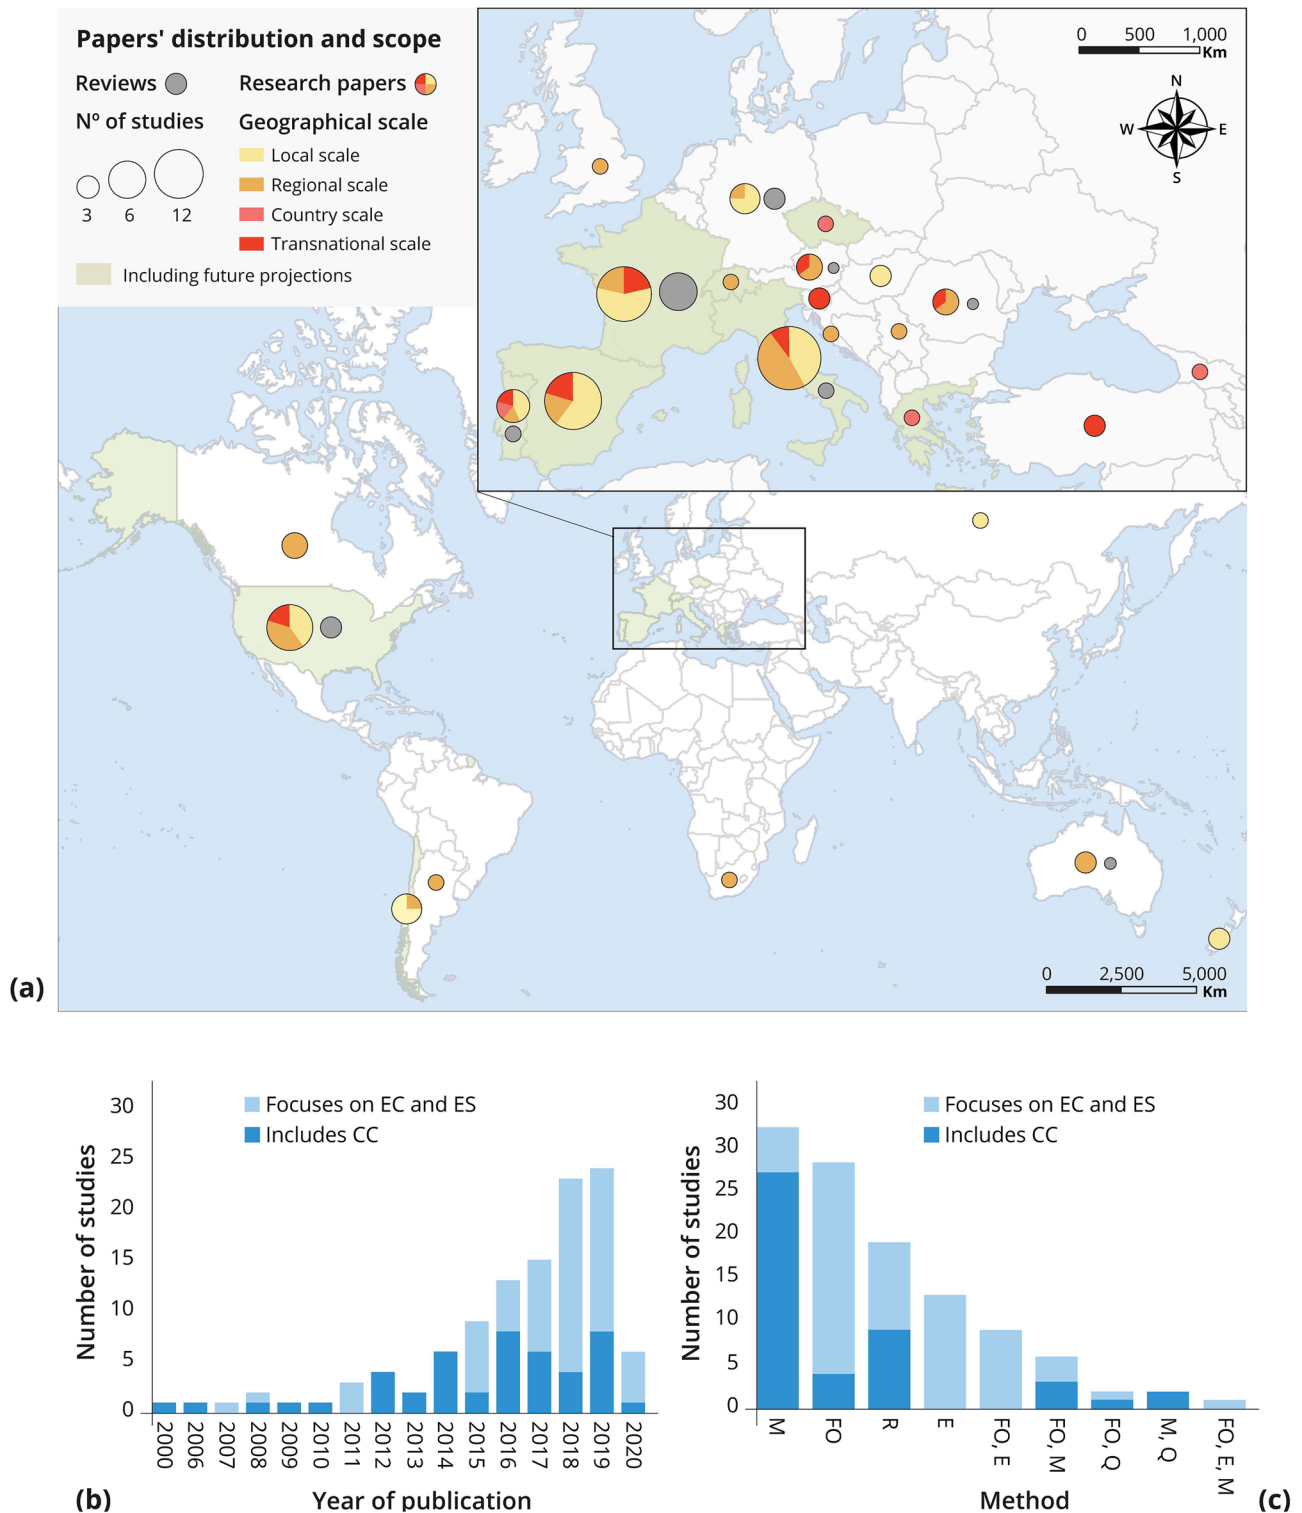 Papers' distribution and scope
Reviews
Research papers
Nº of studies
3 6 12
Geographical scale
Local scale
Regional scale
Country scale
Transnational scale
Including future projections
0 500 1,000
Km
N
W E
S
0 2,500 5,000
Km
(a)
Focuses on EC and ES
Includes CC
Number of studies
30
25
20
15
10
5
0
2000 2006 2007 2008 2009 2010 2011 2012 2013 2014 2015 2016 2017 2018 2019 2020
Year of publication
(b)
Focuses on EC and ES
Includes CC
Number of studies
30
30
25
20
15
10
5
0
M FO R E FO, E FO, M FO, Q M, Q FO, E, M
Method
(c)